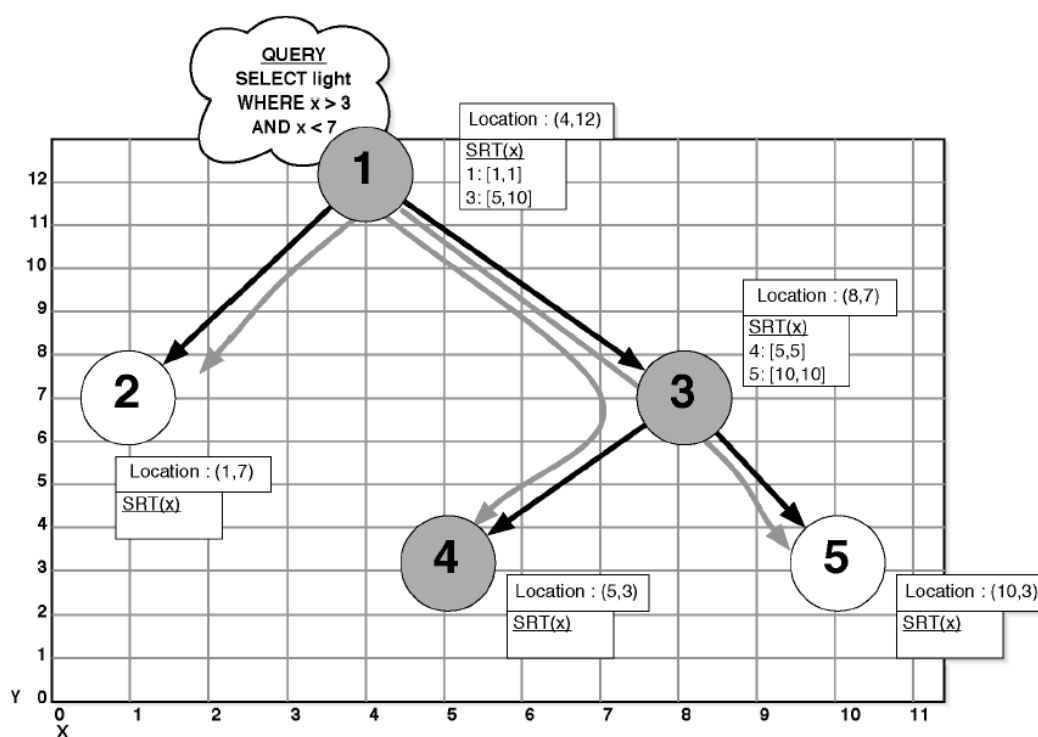 QUERY
SELECT light
WHERE x > 3
AND x < 7
Location : (4,12)
SRT(x)
1: [1,1]
3: [5,10]
1
Location : (8,7)
SRT(x)
4: [5,5]
5: [10,10]
2
3
Location : (1,7)
SRT(x)
4
5
Location : (5,3)
SRT(x)
Location : (10,3)
SRT(x)
12
11
10
9
8
7
6
5
4
3
2
1
Y 0
0 1 2 3 4 5 6 7 8 9 10 11
X